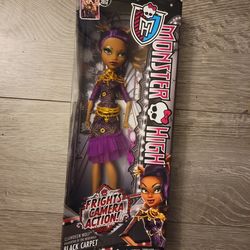 MONSTER HIGH
FRIGHTS
CAMERA
ACTION!
BLACK CARPET